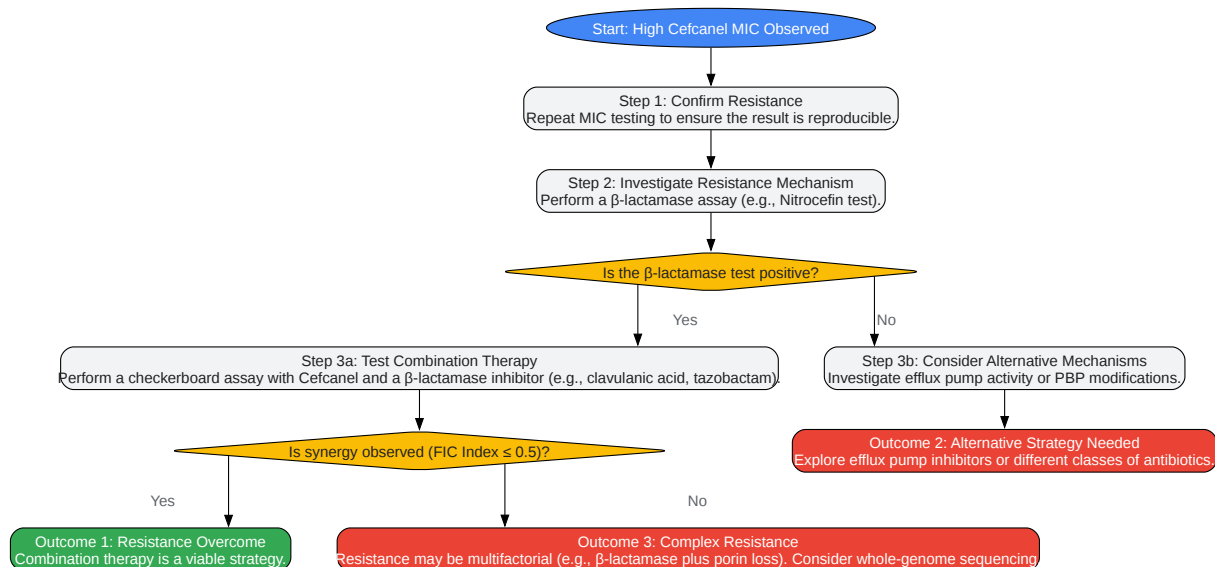 Start: High Cefcanel MIC Observed
Step 1: Confirm Resistance
Repeat MIC testing to ensure the result is reproducible.
Step 2: Investigate Resistance Mechanism
Perform a β-lactamase assay (e.g., Nitrocefin test).
Is the β-lactamase test positive?
Yes
No
Step 3a: Test Combination Therapy
Perform a checkerboard assay with Cefcanel and a β-lactamase inhibitor (e.g., clavulanic acid, tazobactam).
Step 3b: Consider Alternative Mechanisms
Investigate efflux pump activity or PBP modifications.
Is synergy observed (FIC Index ≤ 0.5)?
Outcome 2: Alternative Strategy Needed
Explore efflux pump inhibitors or different classes of antibiotics.
Yes
No
Outcome 1: Resistance Overcome
Combination therapy is a viable strategy.
Outcome 3: Complex Resistance
Resistance may be multifactorial (e.g., β-lactamase plus porin loss). Consider whole-genome sequencing